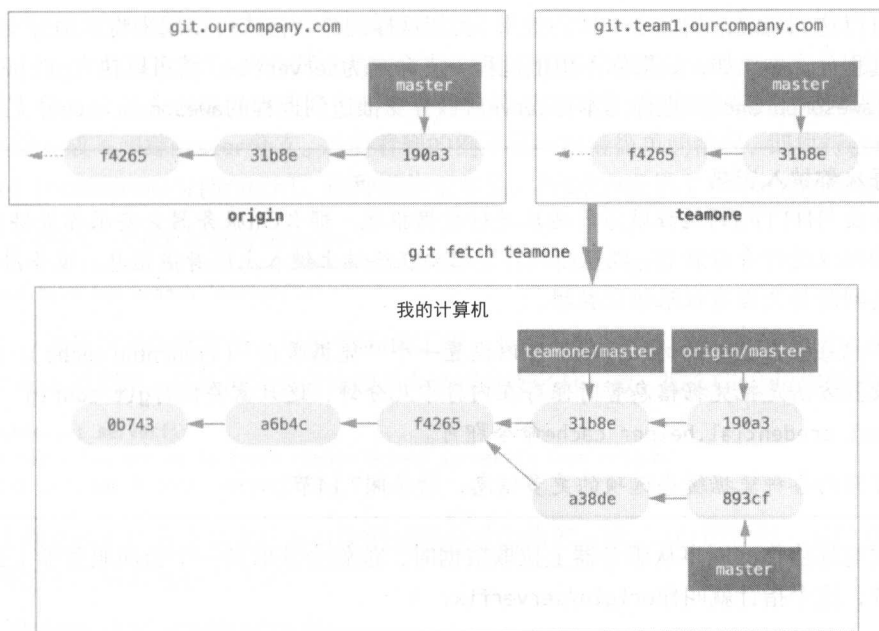 git.ourcompany.com
master
f4265
31b8e
190a3
origin
git.team1.ourcompany.com
master
f4265
31b8e
teamone
git fetch teamone
我的计算机
teamone/master
origin/master
0b743
a6b4c
f4265
31b8e
190a3
a38de
893cf
master